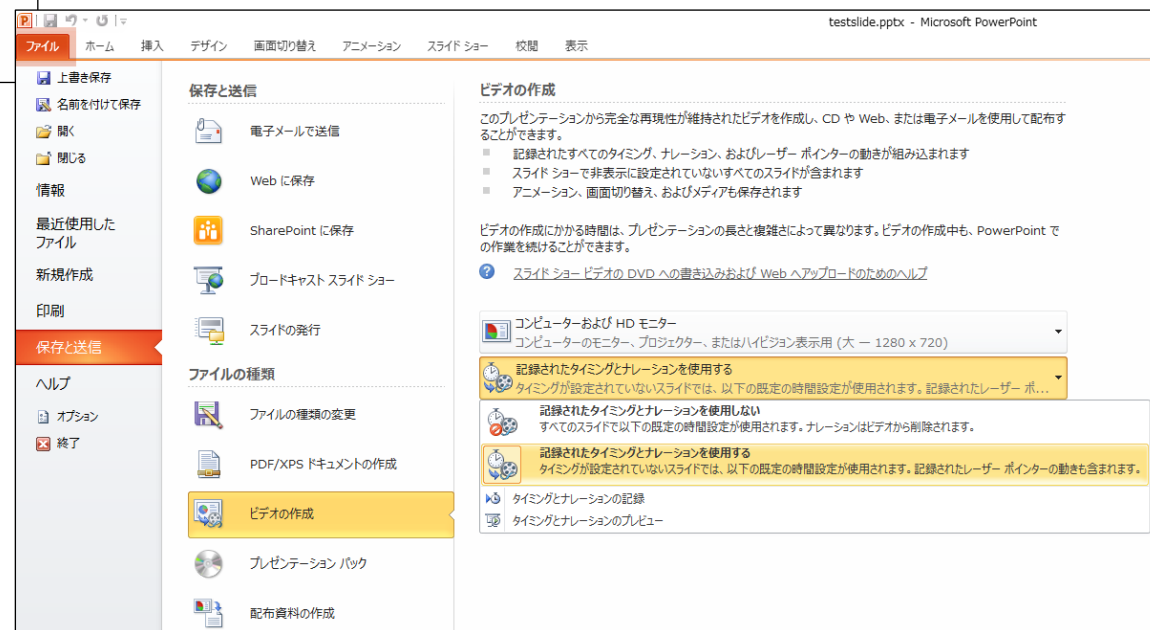 testslide.pptx - Microsoft PowerPoint
ファイル ホーム 挿入 デザイン 画面切り替え アニメーション スライド ショー 校閲 表示
上書き保存
名前を付けて保存
開く
閉じる
情報
最近使用した
ファイル
新規作成
印刷
保存と送信
ヘルプ
オプション
終了
保存と送信
電子メールで送信
Web に保存
SharePoint に保存
ブロードキャスト スライド ショー
スライドの発行
ファイルの種類
ファイルの種類の変更
PDF/XPS ドキュメントの作成
ビデオの作成
プレゼンテーション パック
配布資料の作成
ビデオの作成
このプレゼンテーションから完全な再現性が維持されたビデオを作成し、CD や Web、または電子メールを使用して配布す
ることができます。
記録されたすべてのタイミング、ナレーション、およびレーザー ポインターの動きが組み込まれます
スライド ショーで非表示に設定されていないすべてのスライドが含まれます
アニメーション、画面切り替え、およびメディアも保存されます
ビデオの作成にかかる時間は、プレゼンテーションの長さと複雑さによって異なります。ビデオの作成中も、PowerPoint で
の作業を続けることができます。
スライド ショー ビデオの DVD への書き込みおよび Web へアップロードのためのヘルプ
コンピューターおよび HD モニター
コンピューターのモニター、プロジェクター、またはハイビジョン表示用 (大 — 1280 x 720)
記録されたタイミングとナレーションを使用する
タイミングが設定されていないスライドでは、以下の既定の時間設定が使用されます。記録されたレーザー ポ...
記録されたタイミングとナレーションを使用しない
すべてのスライドで以下の既定の時間設定が使用されます。ナレーションはビデオから削除されます。
記録されたタイミングとナレーションを使用する
タイミングが設定されていないスライドでは、以下の既定の時間設定が使用されます。記録されたレーザー ポインターの動きも含まれます。
タイミングとナレーションの記録
タイミングとナレーションのプレビュー